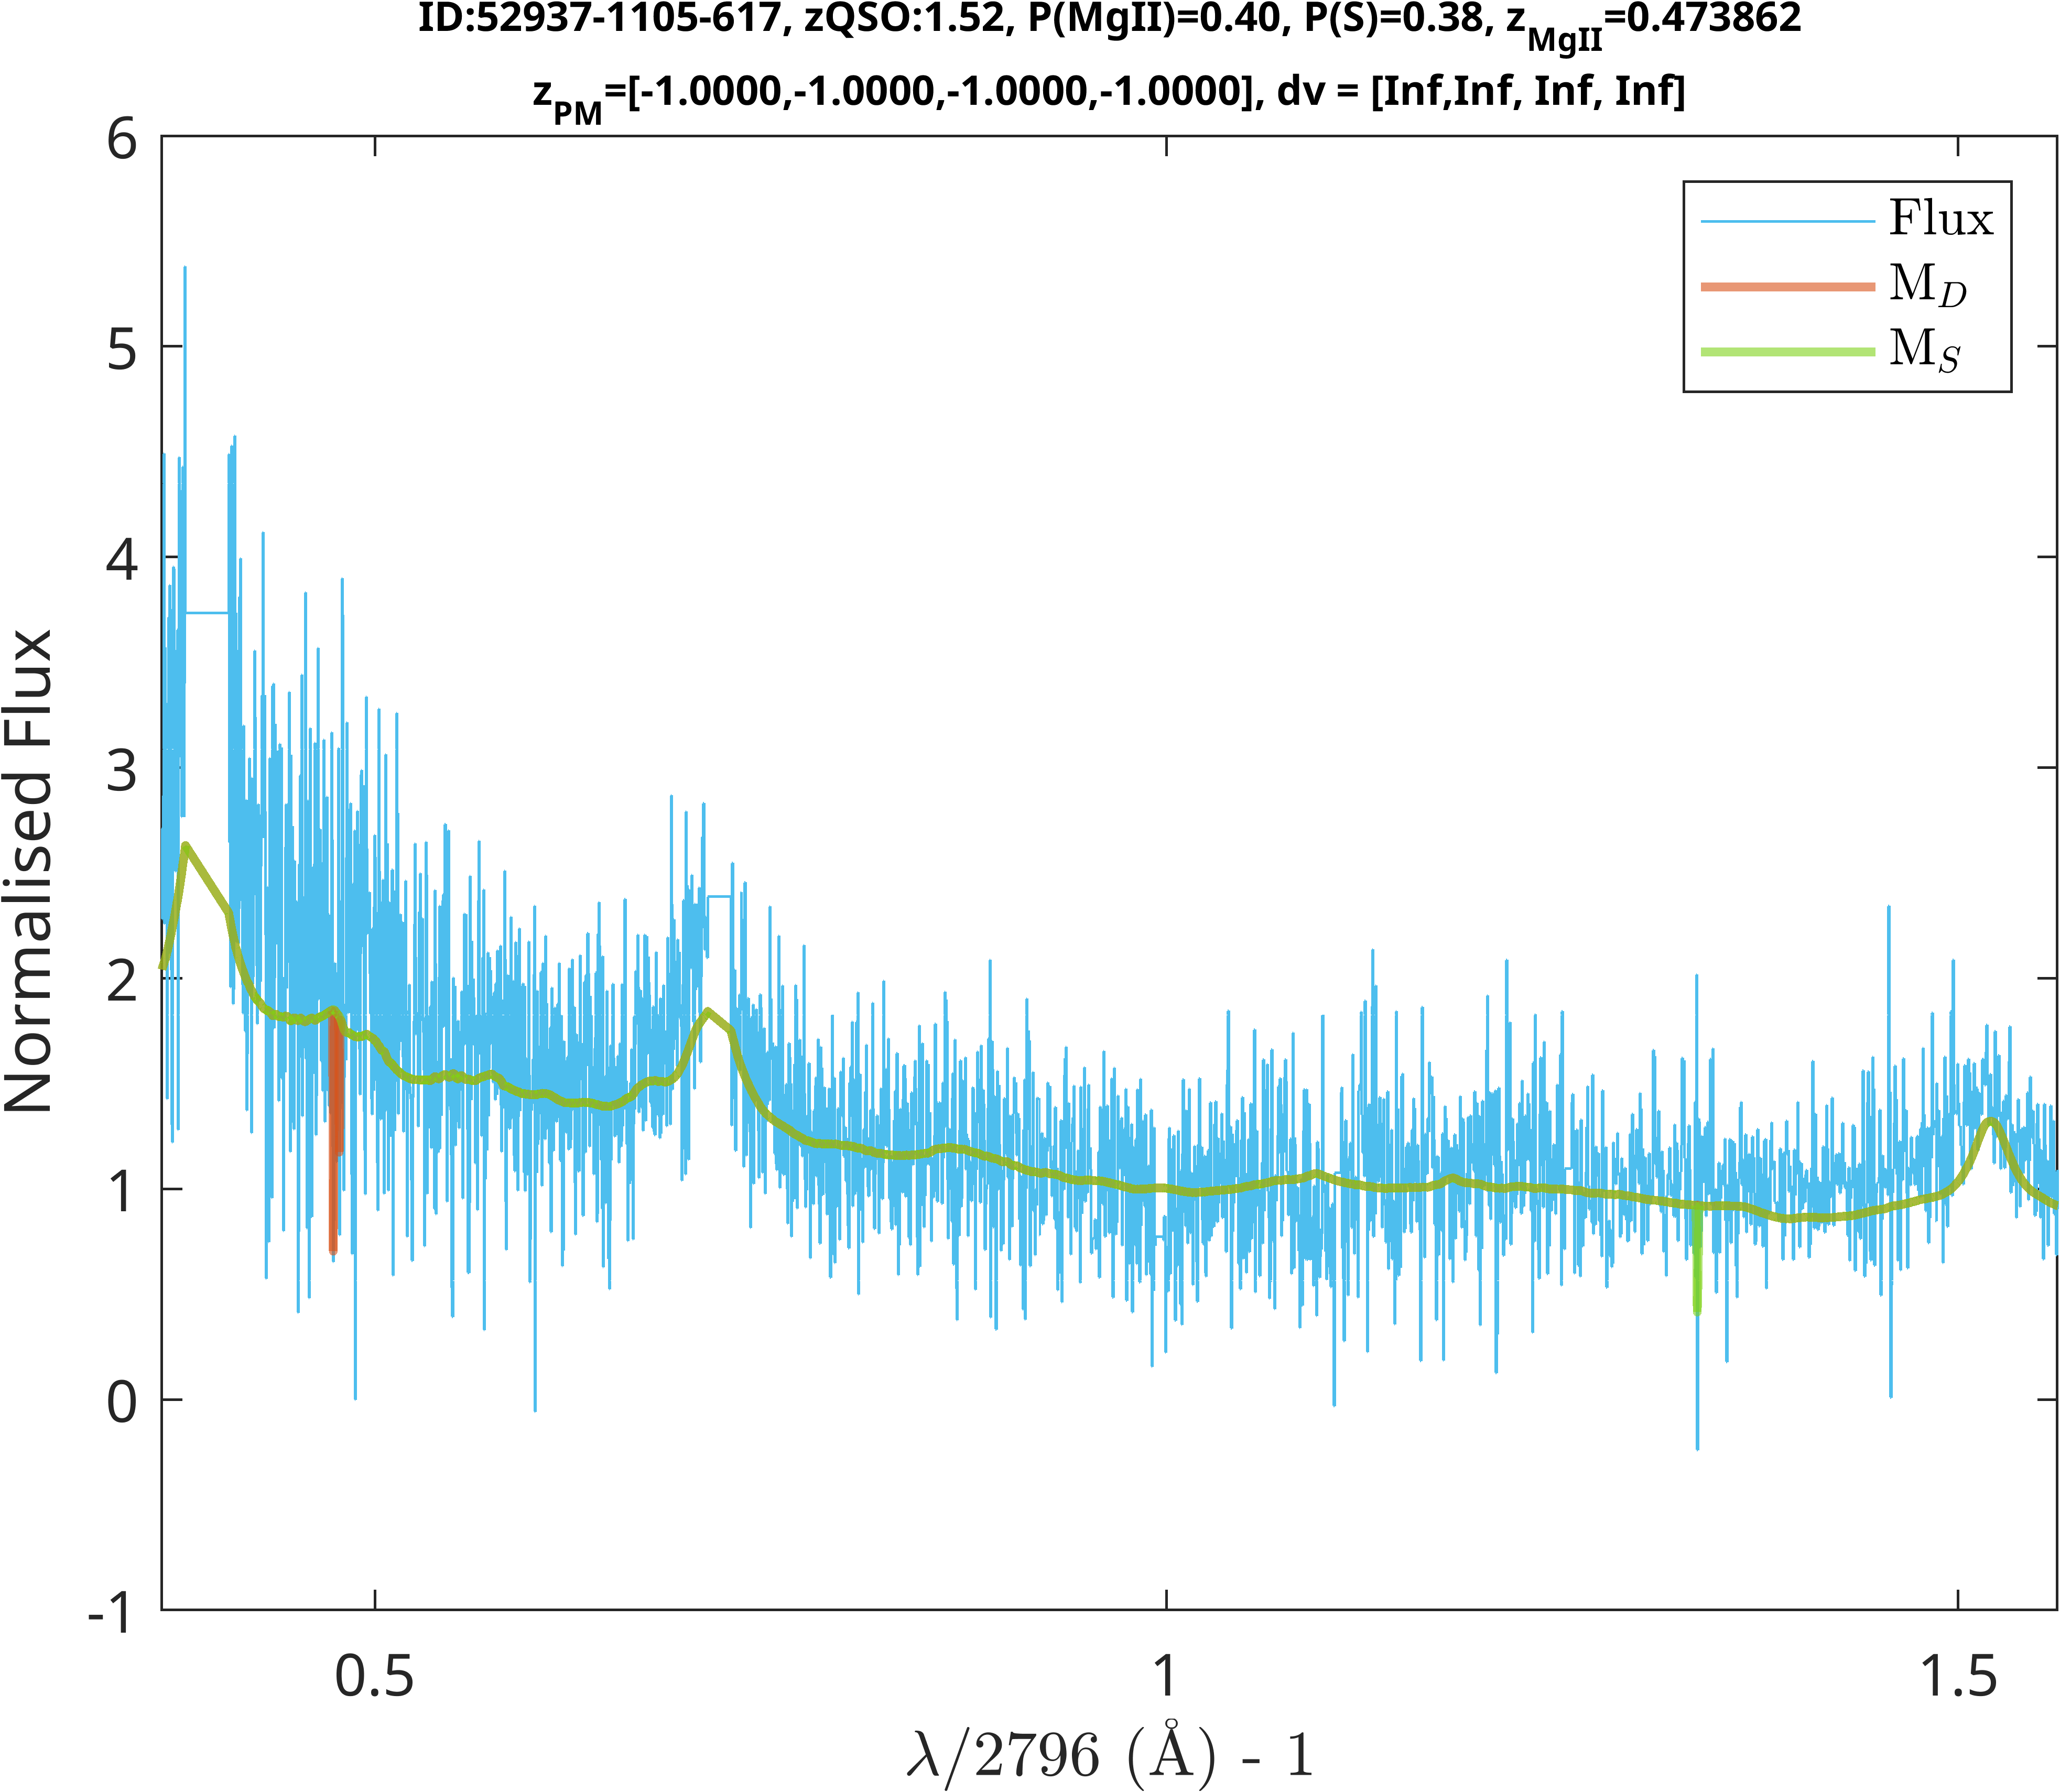 ID:52937-1105-617, zQSO:1.52, P(MgII)=0.40, P(S)=0.38, zMgII=0.473862
zPM=[-1.0000,-1.0000,-1.0000,-1.0000], dv = [Inf,Inf, Inf, Inf]
6
5
4
3
2
1
0
-1
Normalised Flux
Flux
MD
MS
0.5
1
1.5
λ/2796 (Å) - 1